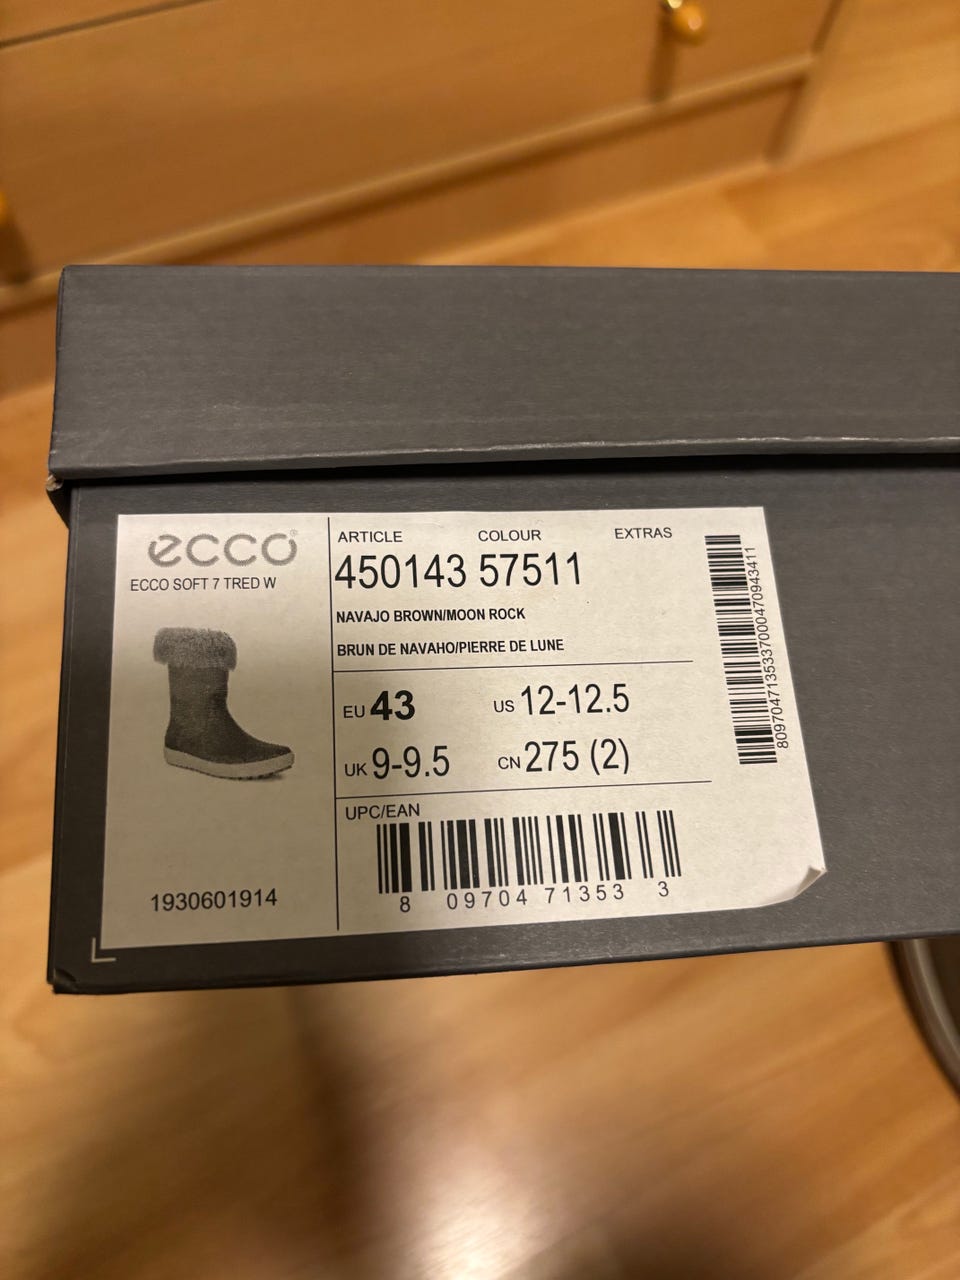 ecco
ECCO SOFT 7 TRED W
1930601914
ARTICLE COLOUR EXTRAS
450143 57511
NAVAJO BROWN/MOON ROCK
BRUN DE NAVAHO/PIERRE DE LUNE
EU 43 US 12-12.5
UK 9-9.5 CN 275 (2)
UPC/EAN
8 09704 71353 3
8097047135337000470943411